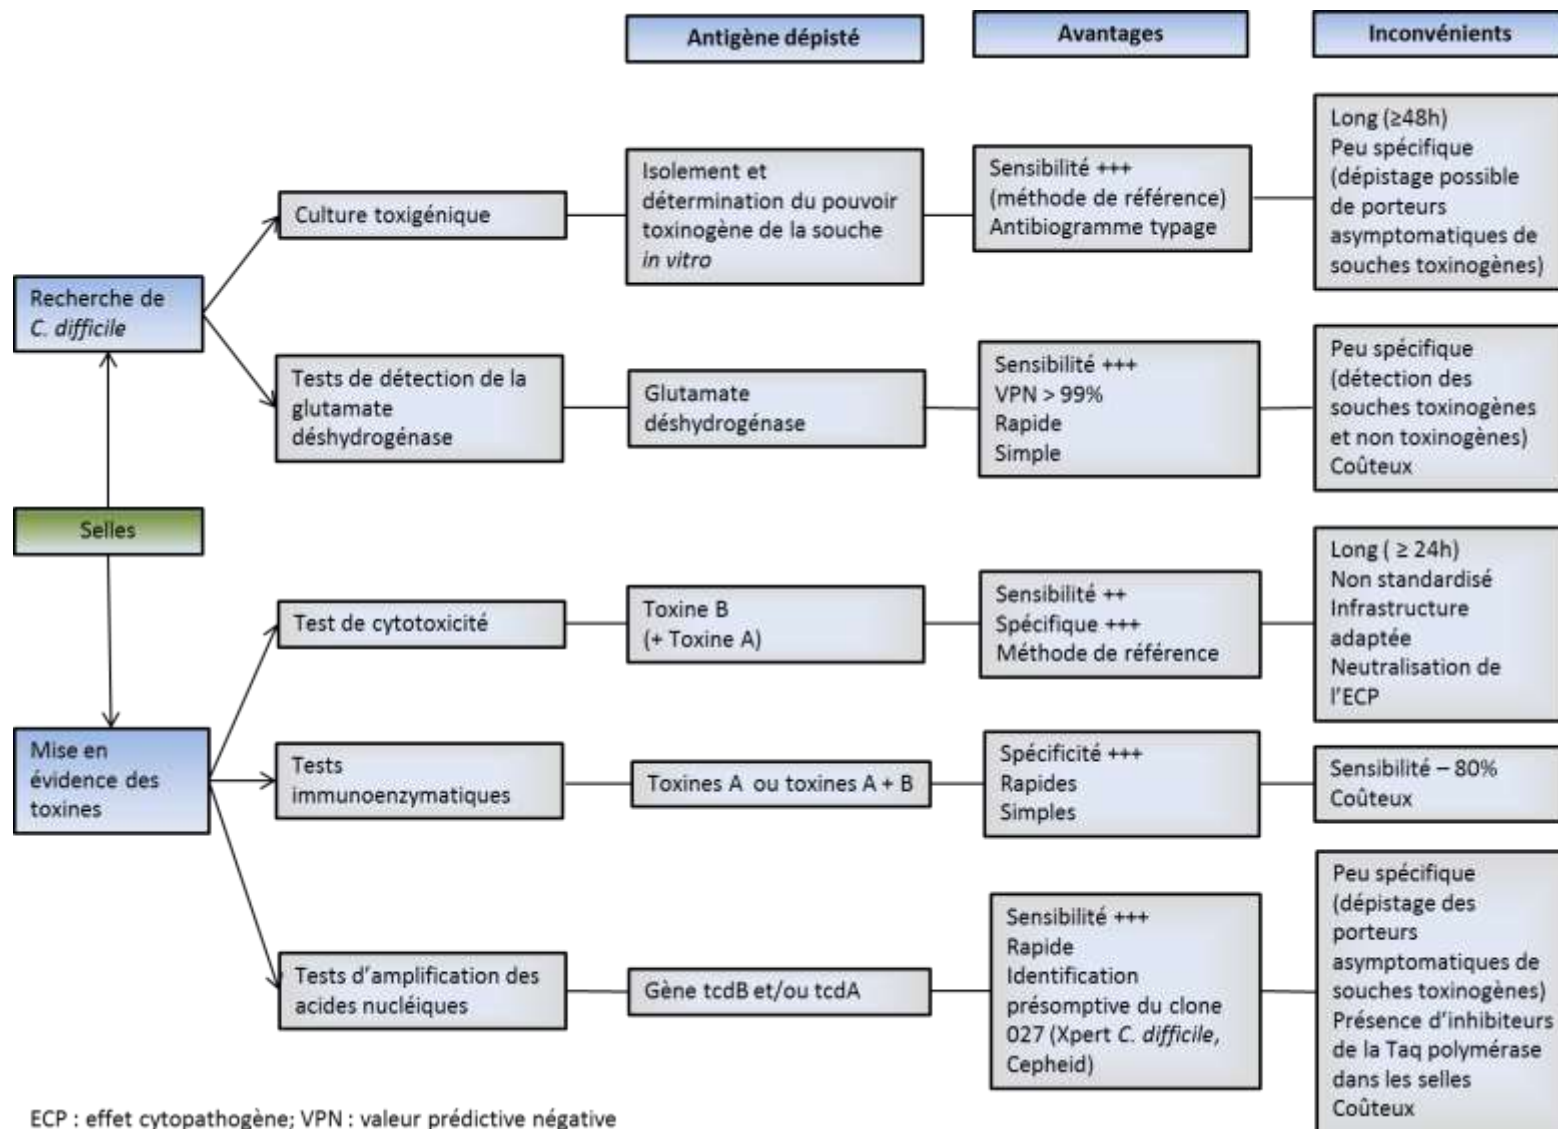 Antigène dépisté
Avantages
Inconvénients
Recherche de
C. difficile
Culture toxigénique
Isolement et
détermination du pouvoir
toxinogène de la souche
in vitro
Sensibilité +++
(méthode de référence)
Antibiogramme typage
Long (≥48h)
Peu spécifique
(dépistage possible
de porteurs
asymptomatiques de
souches toxinogènes)
Tests de détection de la
glutamate
déshydrogénase
Glutamate
déshydrogénase
Sensibilité +++
VPN > 99%
Rapide
Simple
Peu spécifique
(détection des
souches toxinogènes
et non toxinogènes)
Coûteux
Selles
Mise en
évidence des
toxines
Test de cytotoxicité
Toxine B
(+ Toxine A)
Sensibilité ++
Spécifique +++
Méthode de référence
Long ( ≥ 24h)
Non standardisé
Infrastructure
adaptée
Neutralisation de
l’ECP
Tests
immunoenzymatiques
Toxines A ou toxines A + B
Spécificité +++
Rapides
Simples
Sensibilité – 80%
Coûteux
Tests d’amplification des
acides nucléiques
Gène tcdB et/ou tcdA
Sensibilité +++
Rapide
Identification
présomptive du clone
027 (Xpert C. difficile,
Cepheid)
Peu spécifique
(dépistage des
porteurs
asymptomatiques de
souches toxinogènes)
Présence d’inhibiteurs
de la Taq polymérase
dans les selles
Coûteux
ECP : effet cytopathogène; VPN : valeur prédictive négative